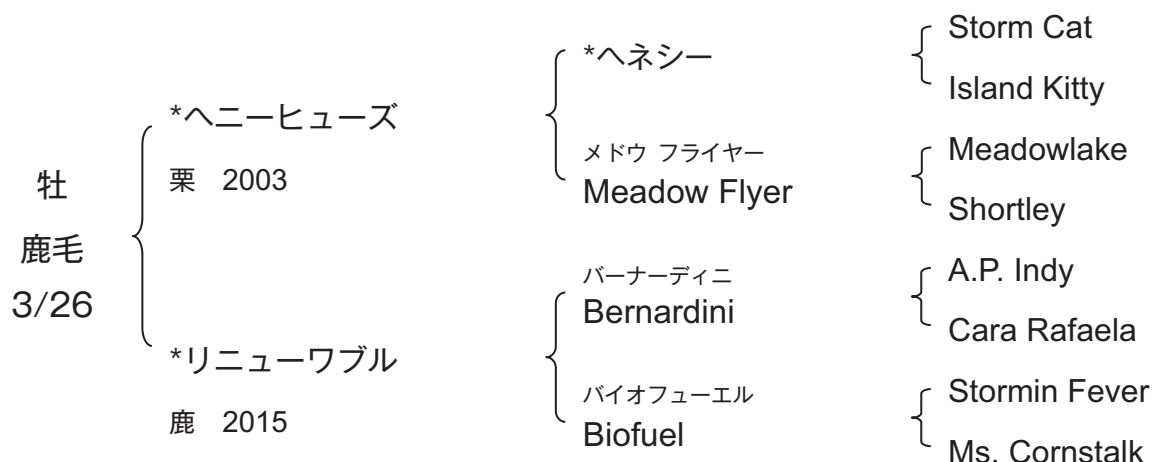 牡
鹿毛
3/26
*ヘニーヒューズ
栗 2003
*リニューワブル
鹿 2015
*ヘネシー
メドウ フライヤー
Meadow Flyer
バーナーディニ
Bernardini
バイオフューエル
Biofuel
Storm Cat
Island Kitty
Meadowlake
Shortley
A.P. Indy
Cara Rafaela
Stormin Fever
Ms. Cornstalk